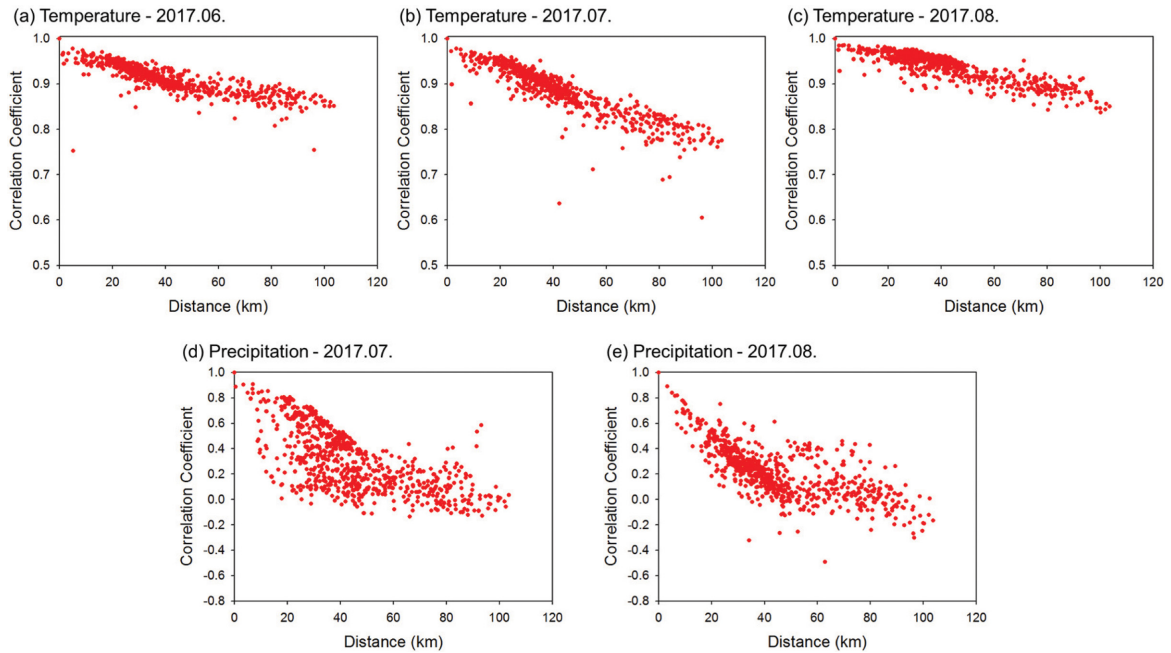 (a) Temperature - 2017.06.
(b) Temperature - 2017.07.
(c) Temperature - 2017.08.
Correlation Coefficient
1.0
0.9
0.8
0.7
0.6
0.5
0 20 40 60 80 100 120
Distance (km)
Correlation Coefficient
1.0
0.9
0.8
0.7
0.6
0.5
0 20 40 60 80 100 120
Distance (km)
Correlation Coefficient
1.0
0.9
0.8
0.7
0.6
0.5
0 20 40 60 80 100 120
Distance (km)
(d) Precipitation - 2017.07.
(e) Precipitation - 2017.08.
Correlation Coefficient
1.0
0.8
0.6
0.4
0.2
0.0
-0.2
-0.4
-0.6
-0.8
0 20 40 60 80 100 120
Distance (km)
Correlation Coefficient
1.0
0.8
0.6
0.4
0.2
0.0
-0.2
-0.4
-0.6
-0.8
0 20 40 60 80 100 120
Distance (km)